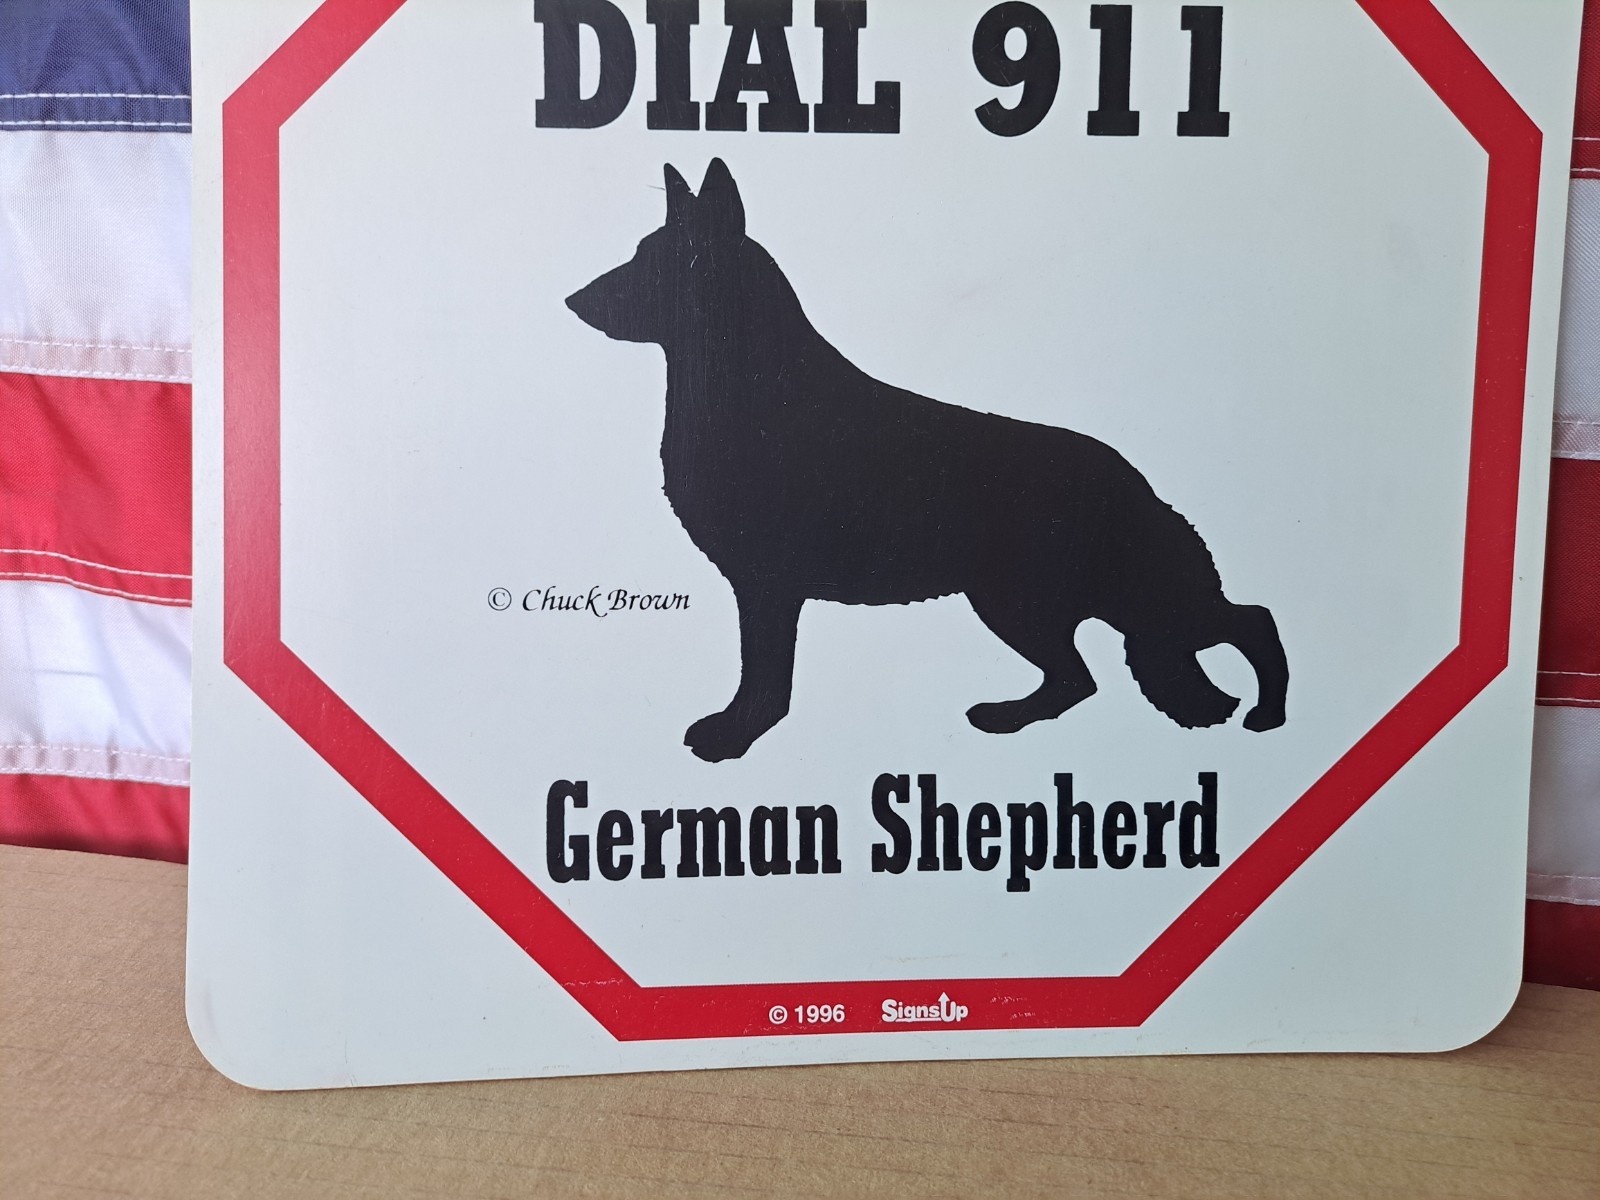 DIAL 911
© Chuck Brown
German Shepherd
© 1996 SignsUp